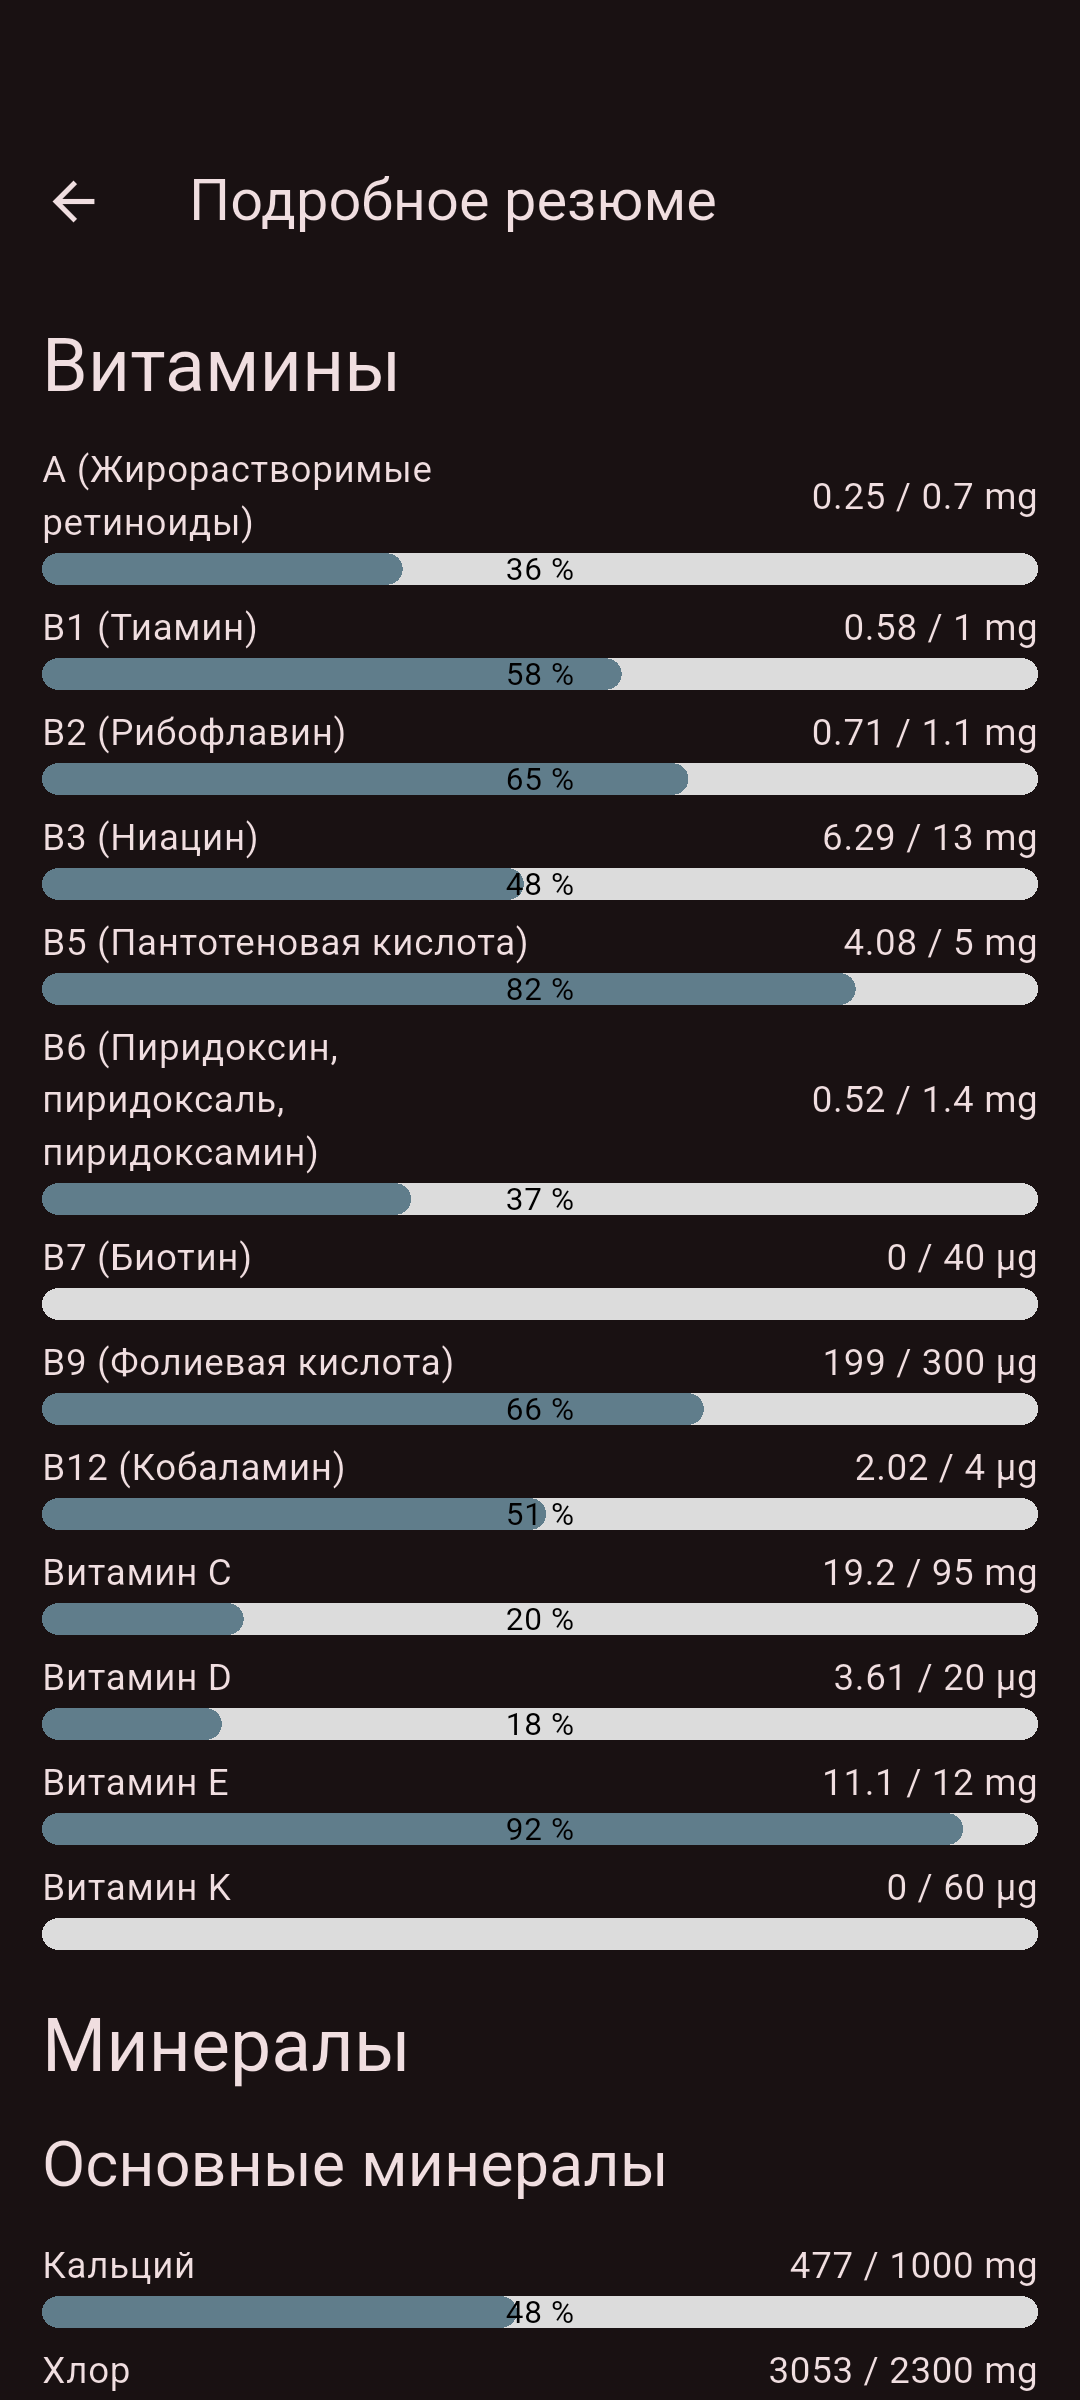 Подробное резюме
Витамины
А (Жирорастворимые
ретиноиды)
0.25 / 0.7 mg
36 %
B1 (Тиамин)
0.58 / 1 mg
58 %
B2 (Рибофлавин)
0.71 / 1.1 mg
65 %
B3 (Ниацин)
6.29 / 13 mg
48 %
B5 (Пантотеновая кислота)
4.08 / 5 mg
82 %
B6 (Пиридоксин,
пиридоксаль,
пиридоксамин)
0.52 / 1.4 mg
37 %
B7 (Биотин)
0 / 40 µg
B9 (Фолиевая кислота)
199 / 300 µg
66 %
B12 (Кобаламин)
2.02 / 4 µg
51 %
Витамин C
19.2 / 95 mg
20 %
Витамин D
3.61 / 20 µg
18 %
Витамин E
11.1 / 12 mg
92 %
Витамин K
0 / 60 µg
Минералы
Основные минералы
Кальций
477 / 1000 mg
48 %
Хлор
3053 / 2300 mg